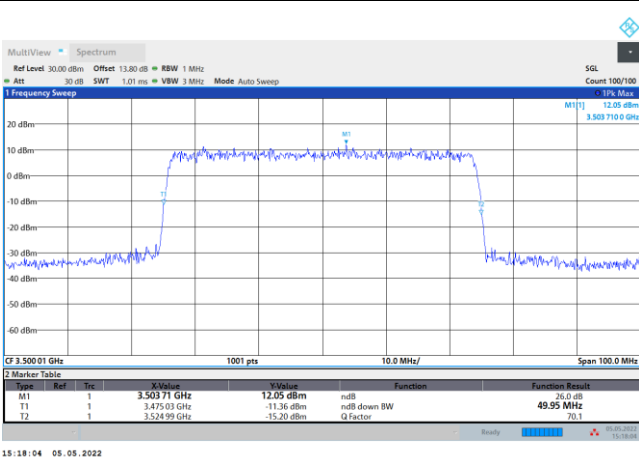 MultiView Spectrum
Ref Level 30.00 dBm Offset 13.80 dB RBW 1 MHz SGL
Att 30 dB SWT 1.01 ms VBW 3 MHz Mode Auto Sweep Count 100/100
1 Frequency Sweep 1Pk Max
M1[1] 12.05 dBm
3.503 710 0 GHz
20 dBm
M1
10 dBm
0 dBm
T1
-10 dBm
T2
-20 dBm
-30 dBm
-40 dBm
-50 dBm
-60 dBm
CF 3.500 01 GHz 1001 pts 10.0 MHz/ Span 100.0 MHz
2 Marker Table
Type Ref Trc X-Value Y-Value Function Function Result
M1 1 3.503 71 GHz 12.05 dBm ndB 26.0 dB
T1 1 3.475 03 GHz -11.36 dBm ndB down BW 49.95 MHz
T2 1 3.524 99 GHz -15.20 dBm Q Factor 70.1
Ready 05.05.2022
15:18:04
15:18:04 05.05.2022